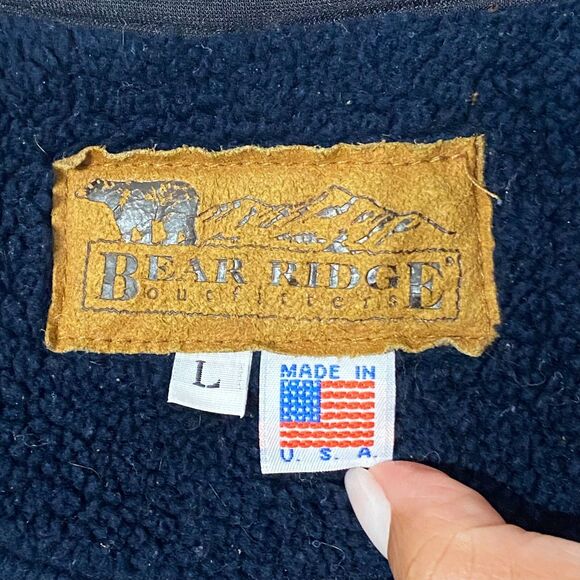 BEAR RIDGE®
outfitters
L
MADE IN
U. S. A.